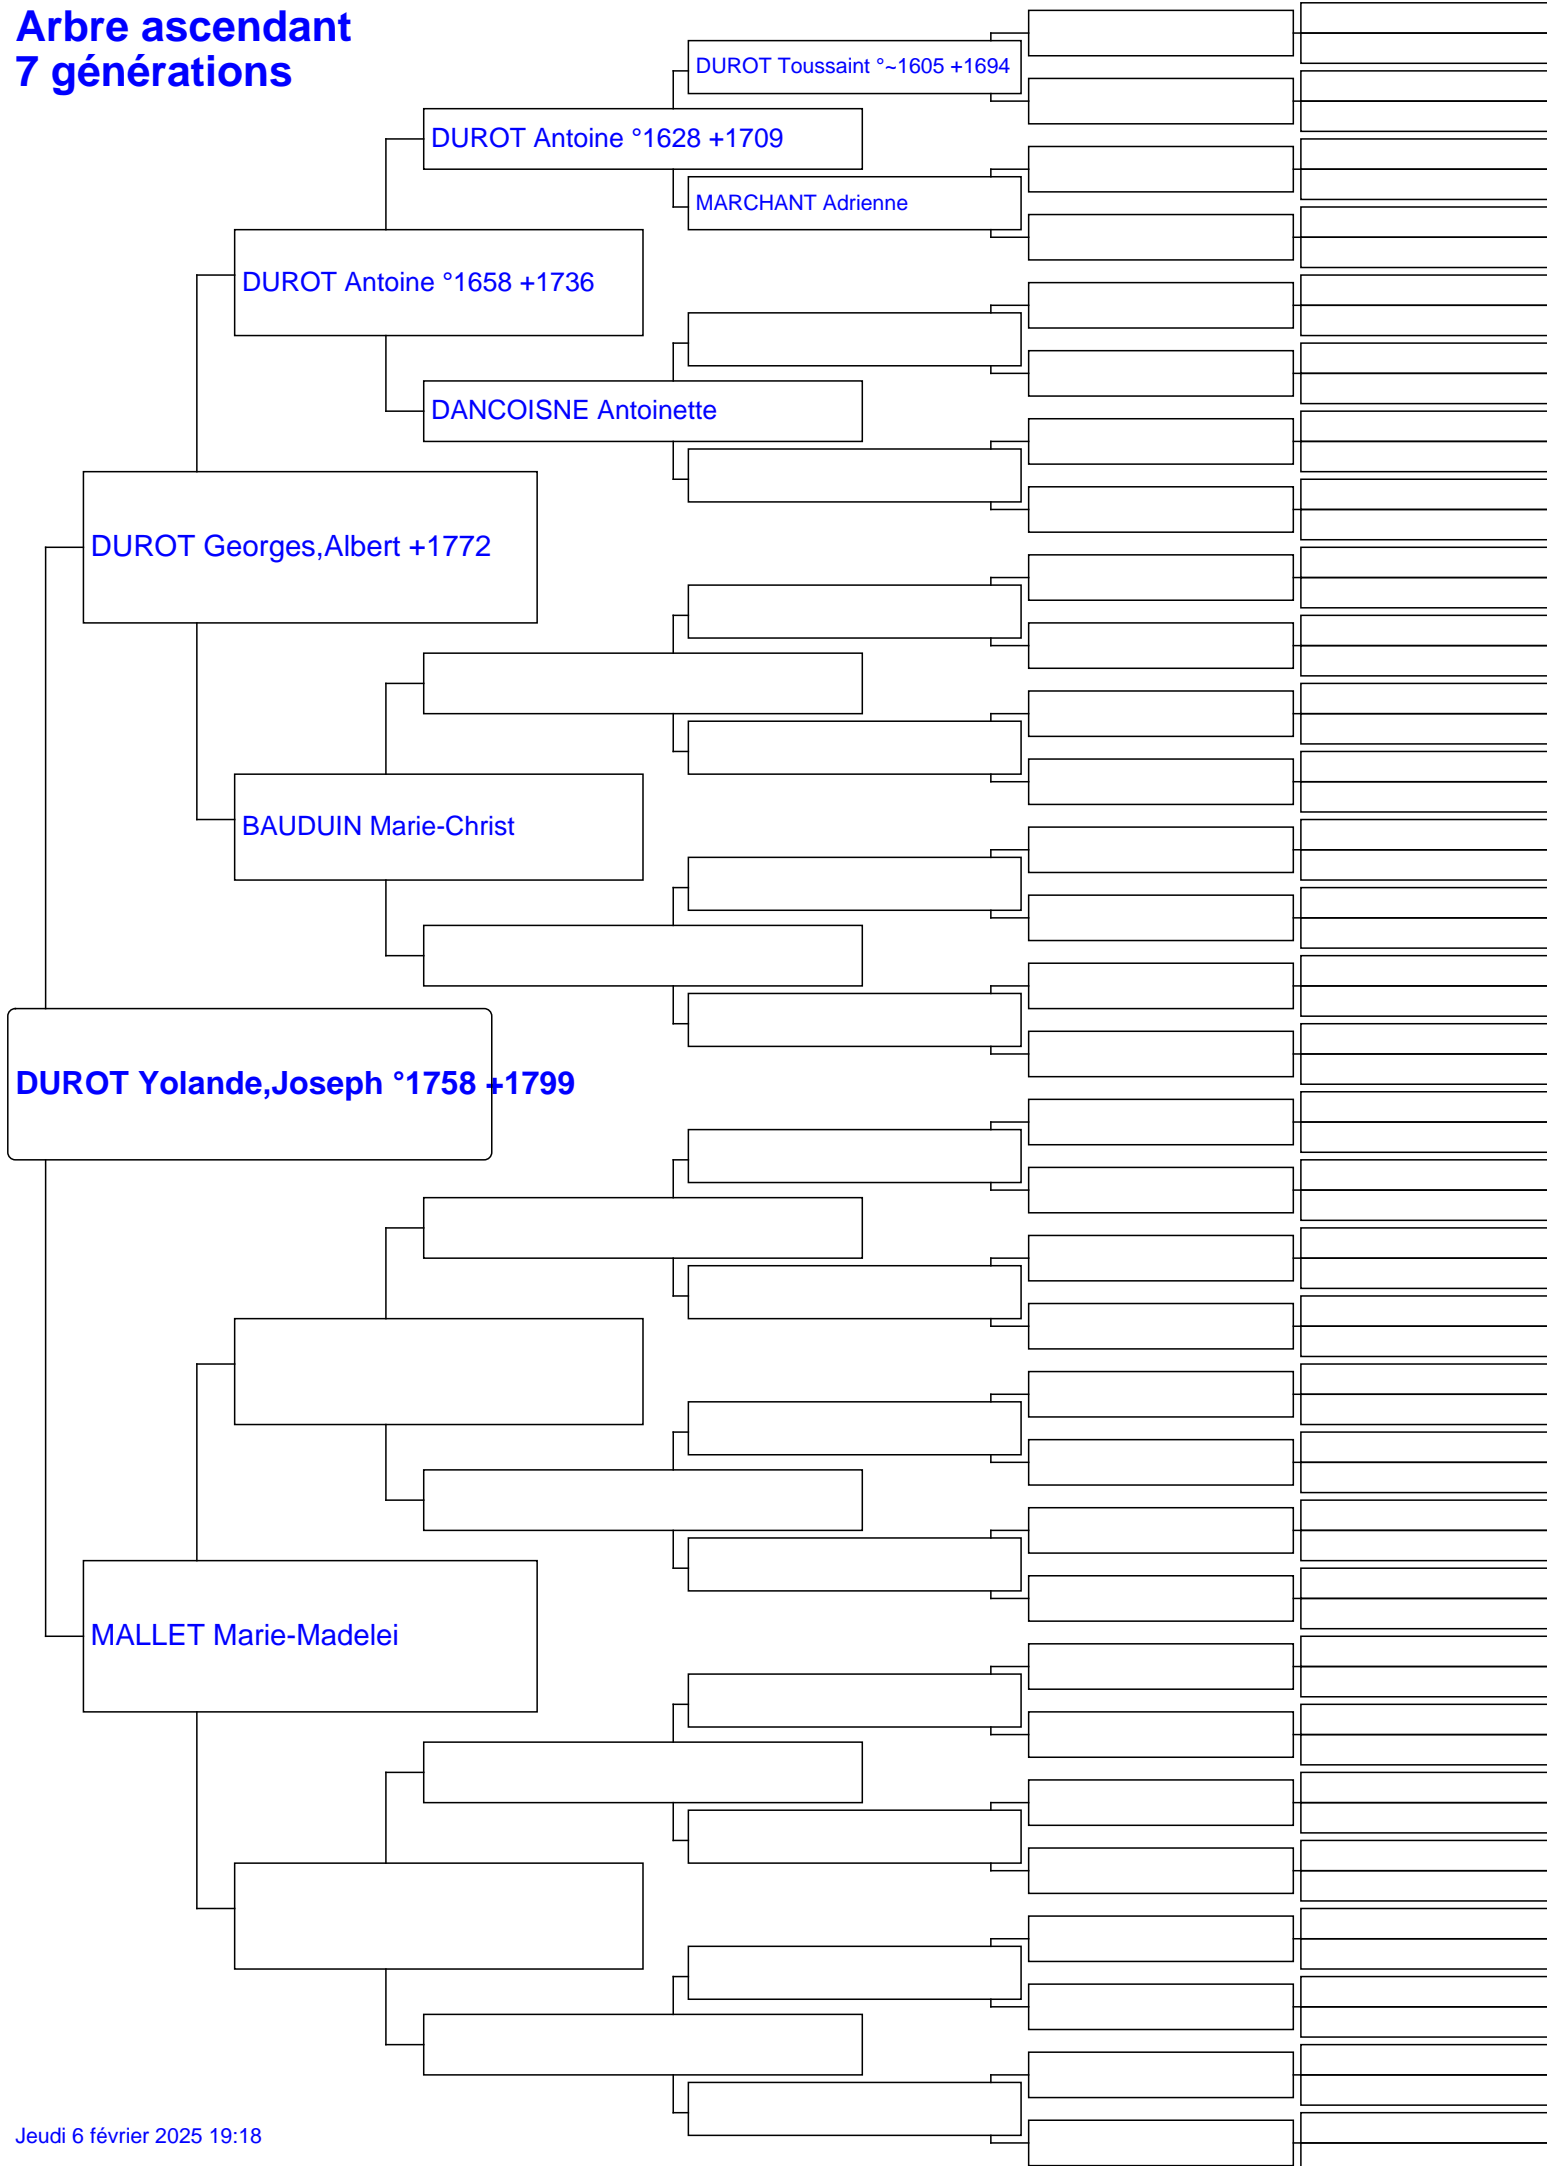 Arbre ascendant
7 générations
DUROT Toussaint °~1605 +1694
DUROT Antoine °1628 +1709
MARCHANT Adrienne
DUROT Antoine °1658 +1736
DANCOISNE Antoinette
DUROT Georges,Albert +1772
BAUDUIN Marie-Christ
DUROT Yolande,Joseph °1758 +1799
MALLET Marie-Madelei
Jeudi 6 février 2025 19:18